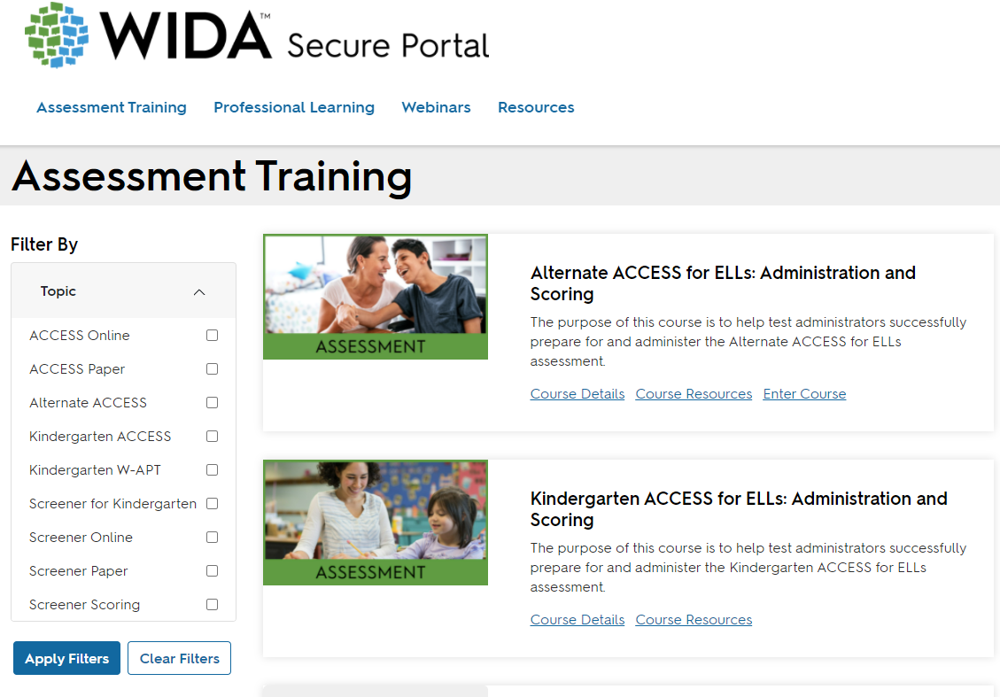 WIDA™ Secure Portal
Assessment Training Professional Learning Webinars Resources
Assessment Training
Filter By
Topic
ACCESS Online
ACCESS Paper
Alternate ACCESS
Kindergarten ACCESS
Kindergarten W-APT
Screener for Kindergarten
Screener Online
Screener Paper
Screener Scoring
Apply Filters Clear Filters
ASSESSMENT
Alternate ACCESS for ELLs: Administration and
Scoring
The purpose of this course is to help test administrators successfully
prepare for and administer the Alternate ACCESS for ELLs
assessment.
Course Details Course Resources Enter Course
ASSESSMENT
Kindergarten ACCESS for ELLs: Administration and
Scoring
The purpose of this course is to help test administrators successfully
prepare for and administer the Kindergarten ACCESS for ELLs
assessment.
Course Details Course Resources